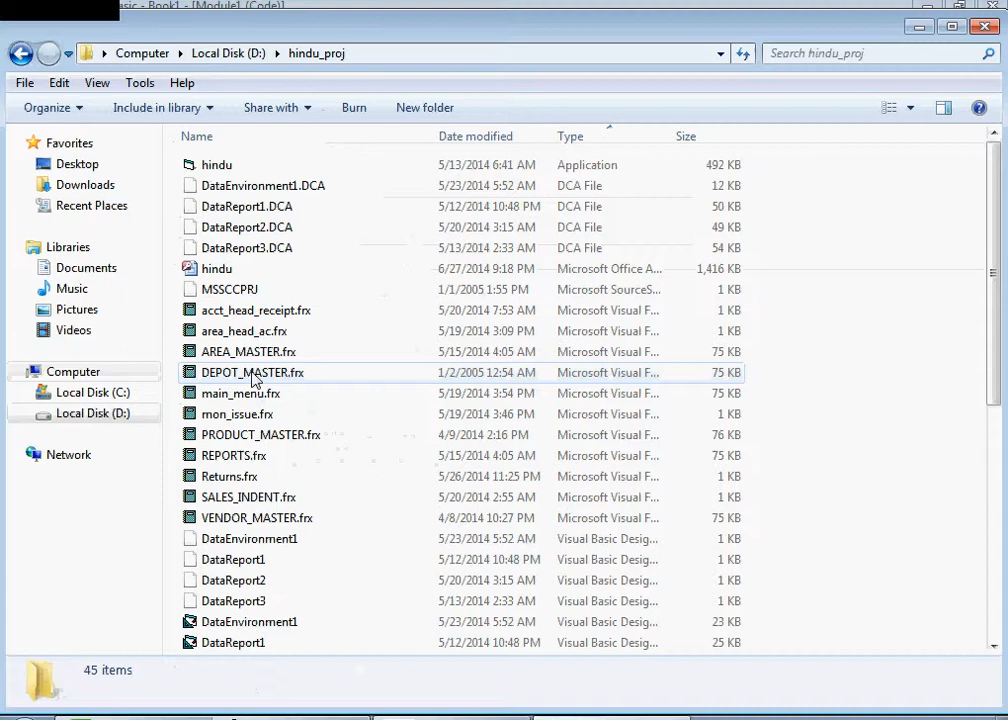 asic - Book1 - [Module1 (Code)]
Computer Local Disk (D:) hindu_proj Search hindu_proj
File Edit View Tools Help
Organize Include in library Share with Burn New folder
Favorites
Desktop
Downloads
Recent Places
Libraries
Documents
Music
Pictures
Videos
Computer
Local Disk (C:)
Local Disk (D:)
Network
Name Date modified Type Size
hindu 5/13/2014 6:41 AM Application 492 KB
DataEnvironment1.DCA 5/23/2014 5:52 AM DCA File 12 KB
DataReport1.DCA 5/12/2014 10:48 PM DCA File 50 KB
DataReport2.DCA 5/20/2014 3:15 AM DCA File 49 KB
DataReport3.DCA 5/13/2014 2:33 AM DCA File 54 KB
hindu 6/27/2014 9:18 PM Microsoft Office A... 1,416 KB
MSSCCPRJ 1/1/2005 1:55 PM Microsoft SourceS... 1 KB
acct_head_receipt.frx 5/20/2014 7:53 AM Microsoft Visual F... 1 KB
area_head_ac.frx 5/19/2014 3:09 PM Microsoft Visual F... 1 KB
AREA_MASTER.frx 5/15/2014 4:05 AM Microsoft Visual F... 75 KB
DEPOT_MASTER.frx 1/2/2005 12:54 AM Microsoft Visual F... 75 KB
main_menu.frx 5/19/2014 3:54 PM Microsoft Visual F... 75 KB
rnon_issue.frx 5/19/2014 3:46 PM Microsoft Visual F... 1 KB
PRODUCT_MASTER.frx 4/9/2014 2:16 PM Microsoft Visual F... 76 KB
REPORTS.frx 5/15/2014 4:05 AM Microsoft Visual F... 75 KB
Returns.frx 5/26/2014 11:25 PM Microsoft Visual F... 1 KB
SALES_INDENT.frx 5/20/2014 2:55 AM Microsoft Visual F... 1 KB
VENDOR_MASTER.frx 4/8/2014 10:27 PM Microsoft Visual F... 75 KB
DataEnvironment1 5/23/2014 5:52 AM Visual Basic Desig... 1 KB
DataReport1 5/12/2014 10:48 PM Visual Basic Desig... 1 KB
DataReport2 5/20/2014 3:15 AM Visual Basic Desig... 1 KB
DataReport3 5/13/2014 2:33 AM Visual Basic Desig... 1 KB
DataEnvironment1 5/23/2014 5:52 AM Visual Basic Desig... 23 KB
DataReport1 5/12/2014 10:48 PM Visual Basic Desig... 25 KB
45 items